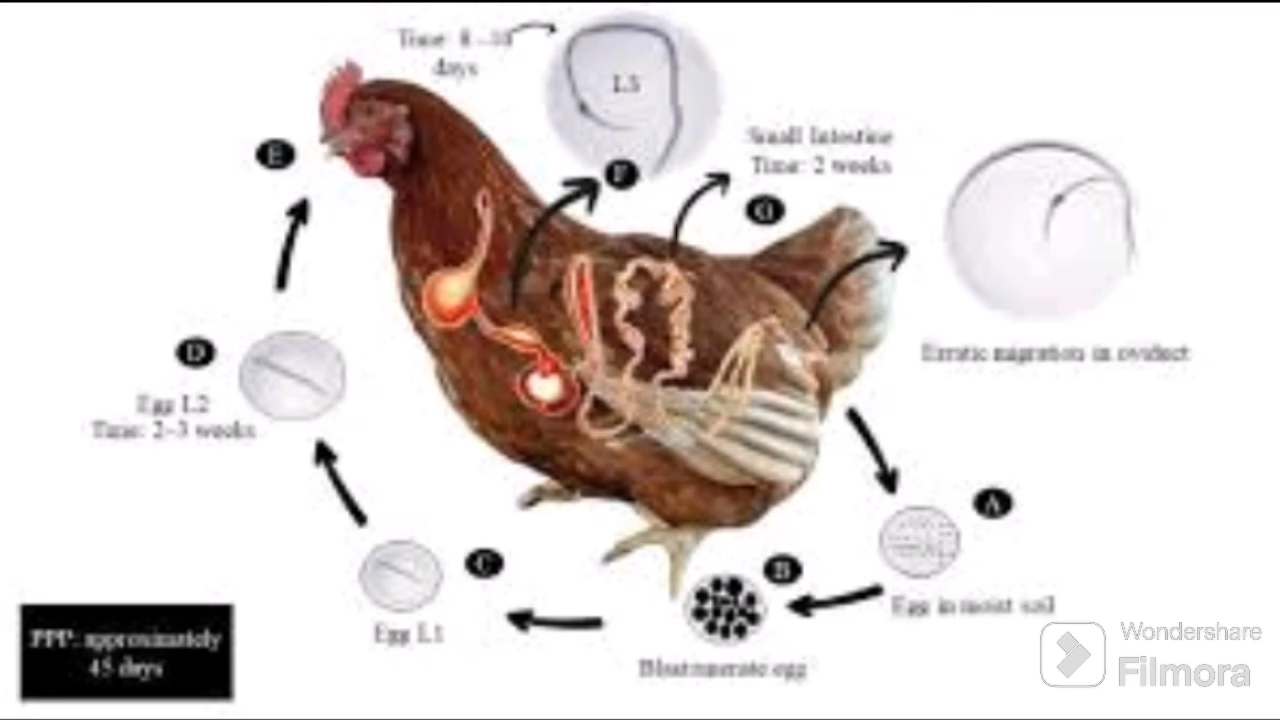 Time: 8-10
days
L3
E
F
Small Intestine
Time: 2 weeks
G
Erratic migration in oviduct
D
Egg L2
Time: 2-3 weeks
A
Egg in moist soil
B
Blastomerate egg
C
Egg L1
PPP: approximately
45 days
Wondershare
Filmora